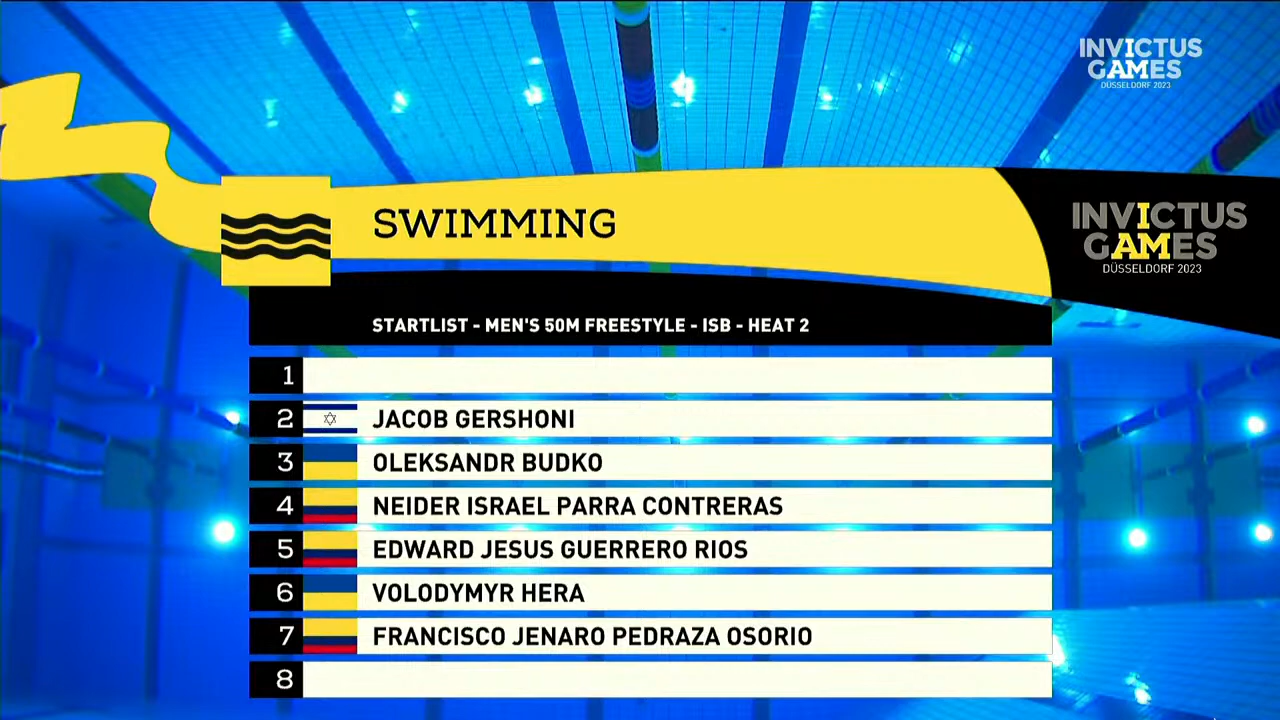 INVICTUS
GAMES
DÜSSELDORF 2023
SWIMMING
INVICTUS
GAMES
DÜSSELDORF 2023
STARTLIST - MEN'S 50M FREESTYLE - ISB - HEAT 2
1
2 JACOB GERSHONI
3 OLEKSANDR BUDKO
4 NEIDER ISRAEL PARRA CONTRERAS
5 EDWARD JESUS GUERRERO RIOS
6 VOLODYMYR HERA
7 FRANCISCO JENARO PEDRAZA OSORIO
8